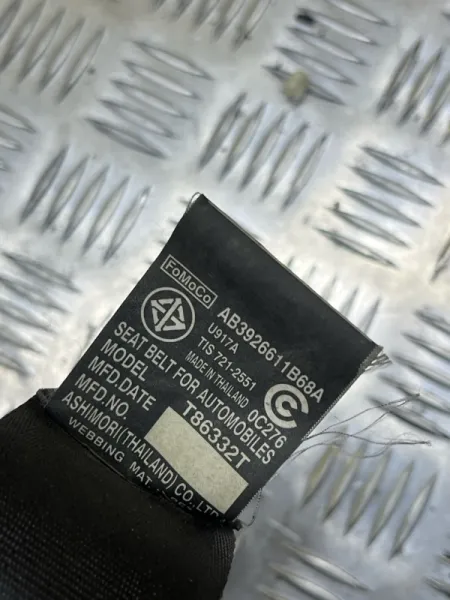 FoMoCo
AB3926611B68A
U917A
TIS 721-2551
MADE IN THAILAND
0C276
SEAT BELT FOR AUTOMOBILES
MODEL T86332T
MFD.DATE
MFD.NO.
ASHIMORI(THAILAND) CO.,LTD
WEBBING MAT